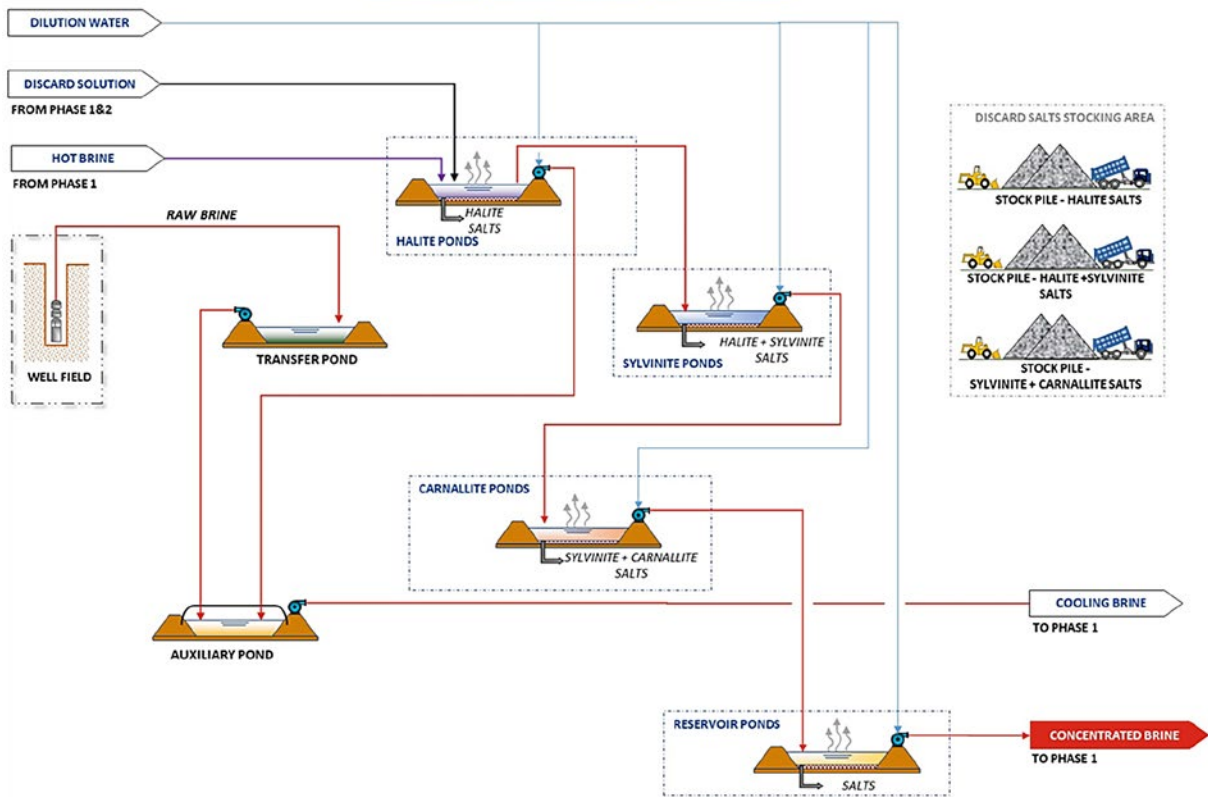 DILUTION WATER
DISCARD SOLUTION
FROM PHASE 1&2
HOT BRINE
FROM PHASE 1
RAW BRINE
WELL FIELD
TRANSFER POND
HALITE
SALTS
HALITE PONDS
HALITE + SYLVINITE
SALTS
SYLVINITE PONDS
CARNALLITE PONDS
SYLVINITE + CARNALLITE
SALTS
AUXILIARY POND
RESERVOIR PONDS
SALTS
DISCARD SALTS STOCKING AREA
STOCK PILE - HALITE SALTS
STOCK PILE - HALITE +SYLVINITE
SALTS
STOCK PILE -
SYLVINITE + CARNALLITE SALTS
COOLING BRINE
TO PHASE 1
CONCENTRATED BRINE
TO PHASE 1